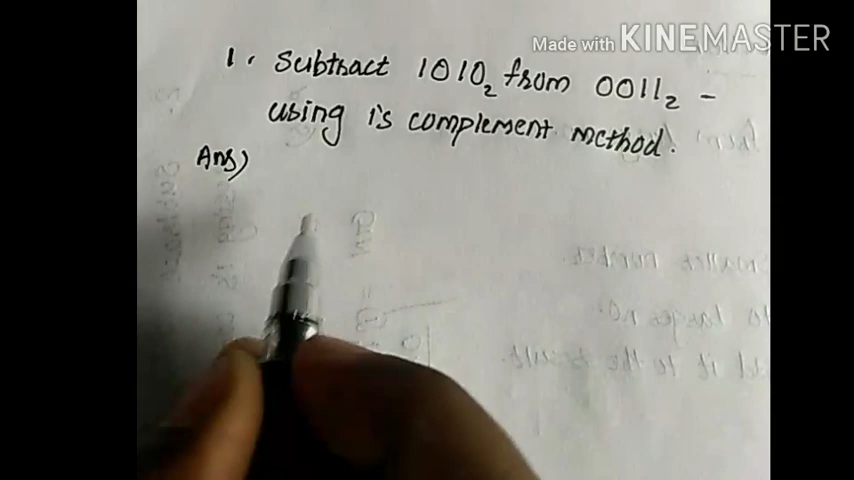 Made with KINEMASTER
1. Subtract 1010₂ from 0011₂ -
using 1's complement method.
Ans)